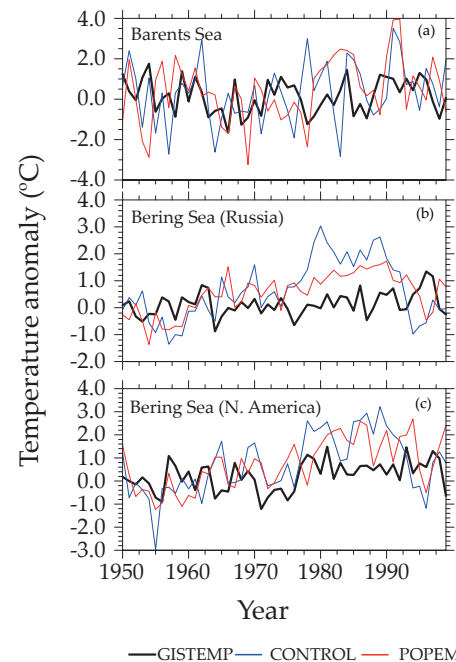 Barents Sea (a)
4.0
2.0
0.0
-2.0
-4.0
Bering Sea (Russia) (b)
4.0
3.0
2.0
1.0
0.0
-1.0
-2.0
Bering Sea (N. America) (c)
4.0
3.0
2.0
1.0
0.0
-1.0
-2.0
-3.0
Temperature anomaly (ºC)
1950 1960 1970 1980 1990
Year
GISTEMP CONTROL POPEM